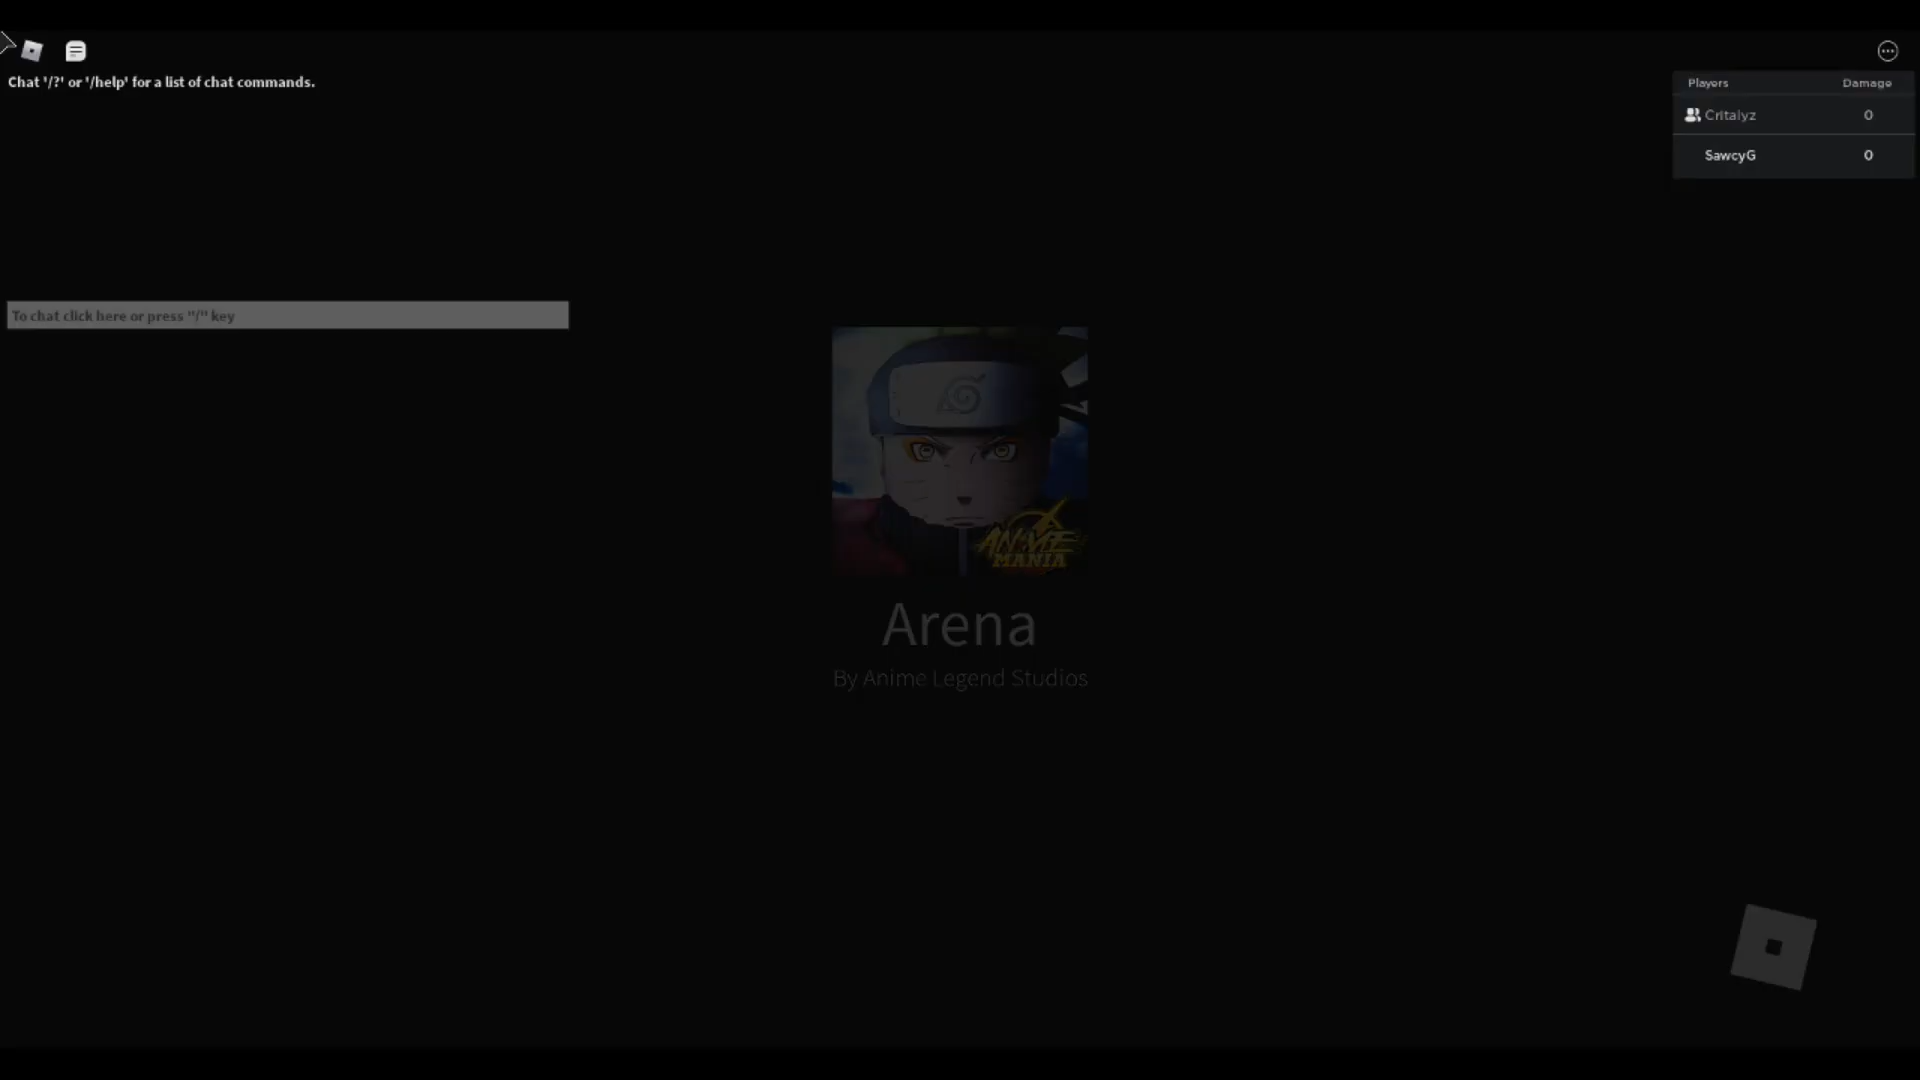 Chat '/?' or '/help' for a list of chat commands.
Players Damage
Critalyz 0
SawcyG 0
To chat click here or press "/" key
ANIME
MANIA
Arena
By Anime Legend Studios